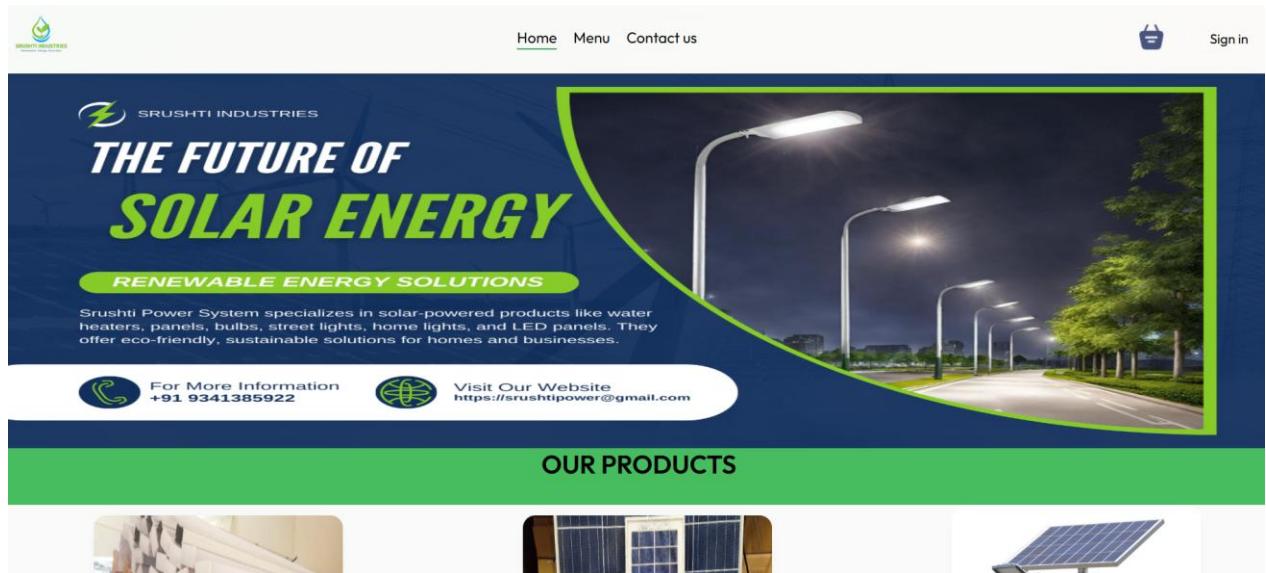 SRUSHTI INDUSTRIES
Home Menu Contact us
Sign in
SRUSHTI INDUSTRIES
THE FUTURE OF
SOLAR ENERGY
RENEWABLE ENERGY SOLUTIONS
Srushti Power System specializes in solar-powered products like water
heaters, panels, bulbs, street lights, home lights, and LED panels. They
offer eco-friendly, sustainable solutions for homes and businesses.
For More Information
+91 9341385922
Visit Our Website
https://srushtipower@gmail.com
OUR PRODUCTS